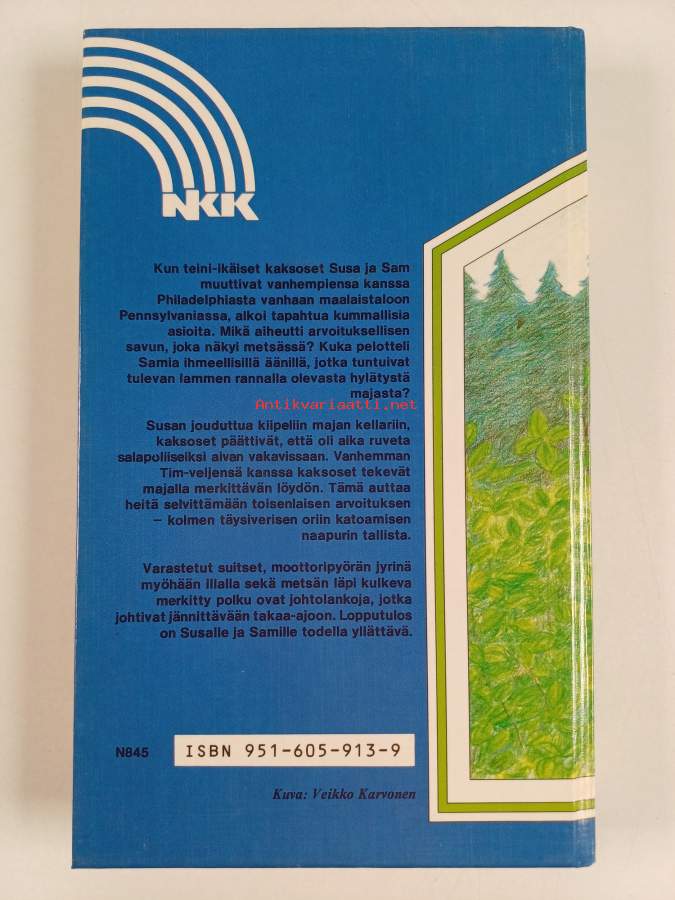 NKK
Kun teini-ikäiset kaksoset Susa ja Sam
muuttivat vanhempiensa kanssa
Philadelphiasta vanhaan maalaistaloon
Pennsylvaniassa, alkoi tapahtua kummallisia
asioita. Mikä aiheutti arvoituksellisen
savun, joka näkyi metsässä? Kuka pelotteli
Samia ihmeellisillä äänillä, jotka tuntuivat
tulevan lammen rannalla olevasta hylätystä
majasta?
Antikvariaatti.net
Susan jouduttua kiipeliin majan kellariin,
kaksoset päättivät, että oli aika ruveta
salapoliiseiksi aivan vakavissaan. Vanhemman
Tim-veljensä kanssa kaksoset tekevät
majalla merkittävän löydön. Tämä auttaa
heitä selvittämään toisenlaisen arvoituksen
— kolmen täysiverisen oriin katoamisen
naapurin tallista.
Varastetut suitset, moottoripyörän jyrinä
myöhään illalla sekä metsän läpi kulkeva
merkitty polku ovat johtolankoja, jotka
johtivat jännittävään takaa-ajoon. Lopputulos
on Susalle ja Samille todella yllättävä.
N845
ISBN 951-605-913-9
Kuva: Veikko Karvonen